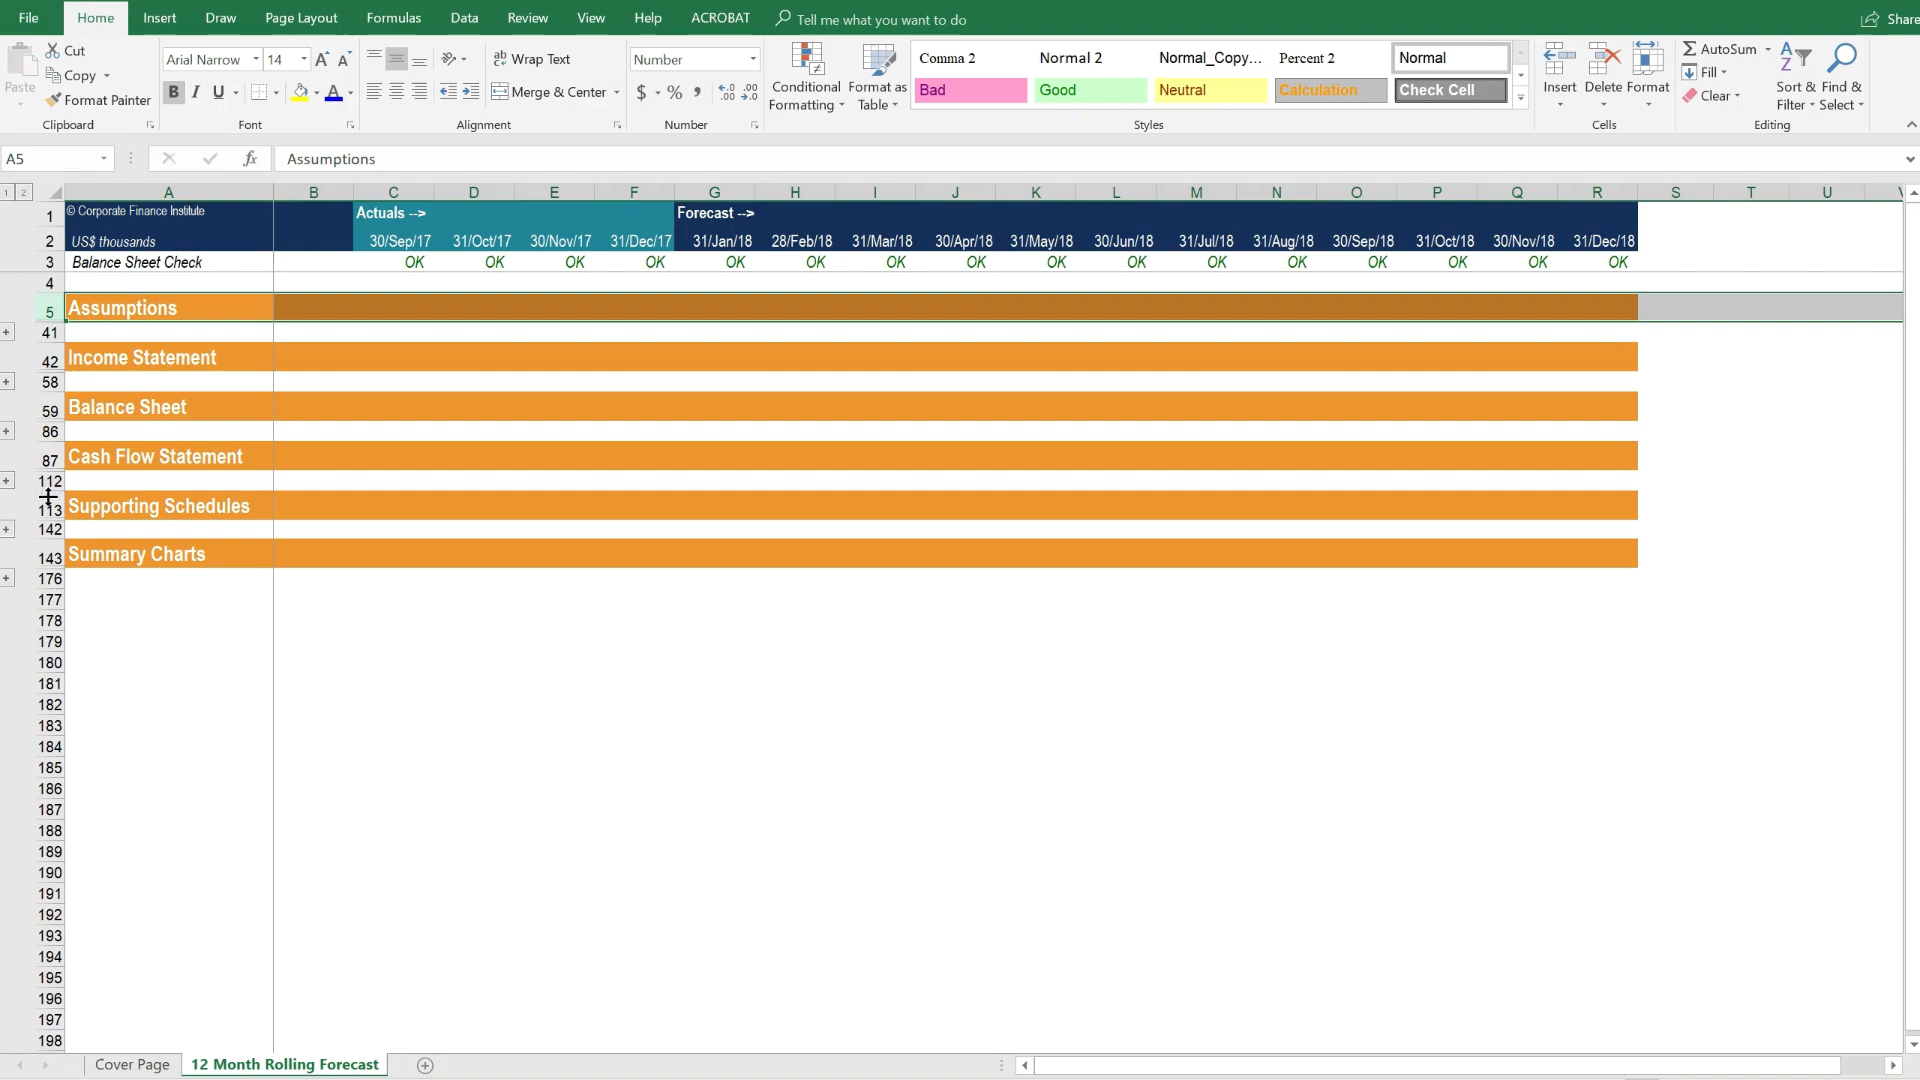 File Home Insert Draw Page Layout Formulas Data Review View Help ACROBAT Tell me what you want to do Share
Paste Cut Copy Format Painter
Arial Narrow 14 A A
B I U A
Wrap Text
Merge & Center
Number
$ % ,
Conditional Formatting
Format as Table
Comma 2 Normal 2 Normal_Copy... Percent 2 Normal
Bad Good Neutral Calculation Check Cell
Insert Delete Format
AutoSum
Fill
Clear
Sort & Filter
Find & Select
Clipboard Font Alignment Number Styles Cells Editing
A5 fx Assumptions
1 2 A B C D E F G H I J K L M N O P Q R S T U
1 © Corporate Finance Institute Actuals --> Forecast -->
2 US$ thousands 30/Sep/17 31/Oct/17 30/Nov/17 31/Dec/17 31/Jan/18 28/Feb/18 31/Mar/18 30/Apr/18 31/May/18 30/Jun/18 31/Jul/18 31/Aug/18 30/Sep/18 31/Oct/18 30/Nov/18 31/Dec/18
3 Balance Sheet Check OK OK OK OK OK OK OK OK OK OK OK OK OK OK OK OK
4
5 Assumptions
41
42 Income Statement
58
59 Balance Sheet
86
87 Cash Flow Statement
112
113 Supporting Schedules
142
143 Summary Charts
176
177
178
179
180
181
182
183
184
185
186
187
188
189
190
191
192
193
194
195
196
197
198
Cover Page 12 Month Rolling Forecast